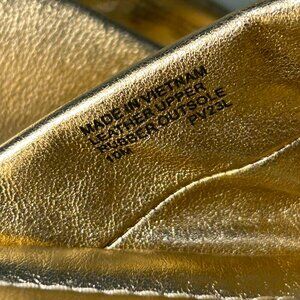 MADE IN VIETNAM
LEATHER UPPER
RUBBER OUTSOLE
10M PV23L